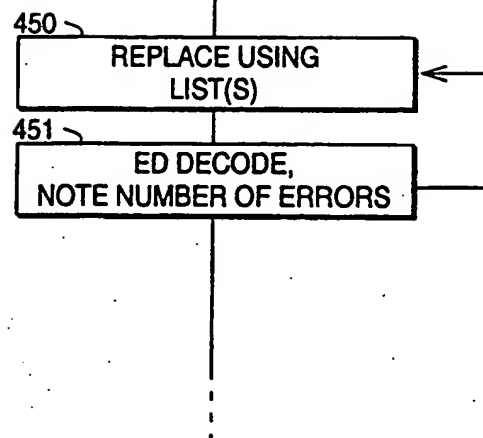 450
REPLACE USING
LIST(S)
451
ED DECODE,
NOTE NUMBER OF ERRORS